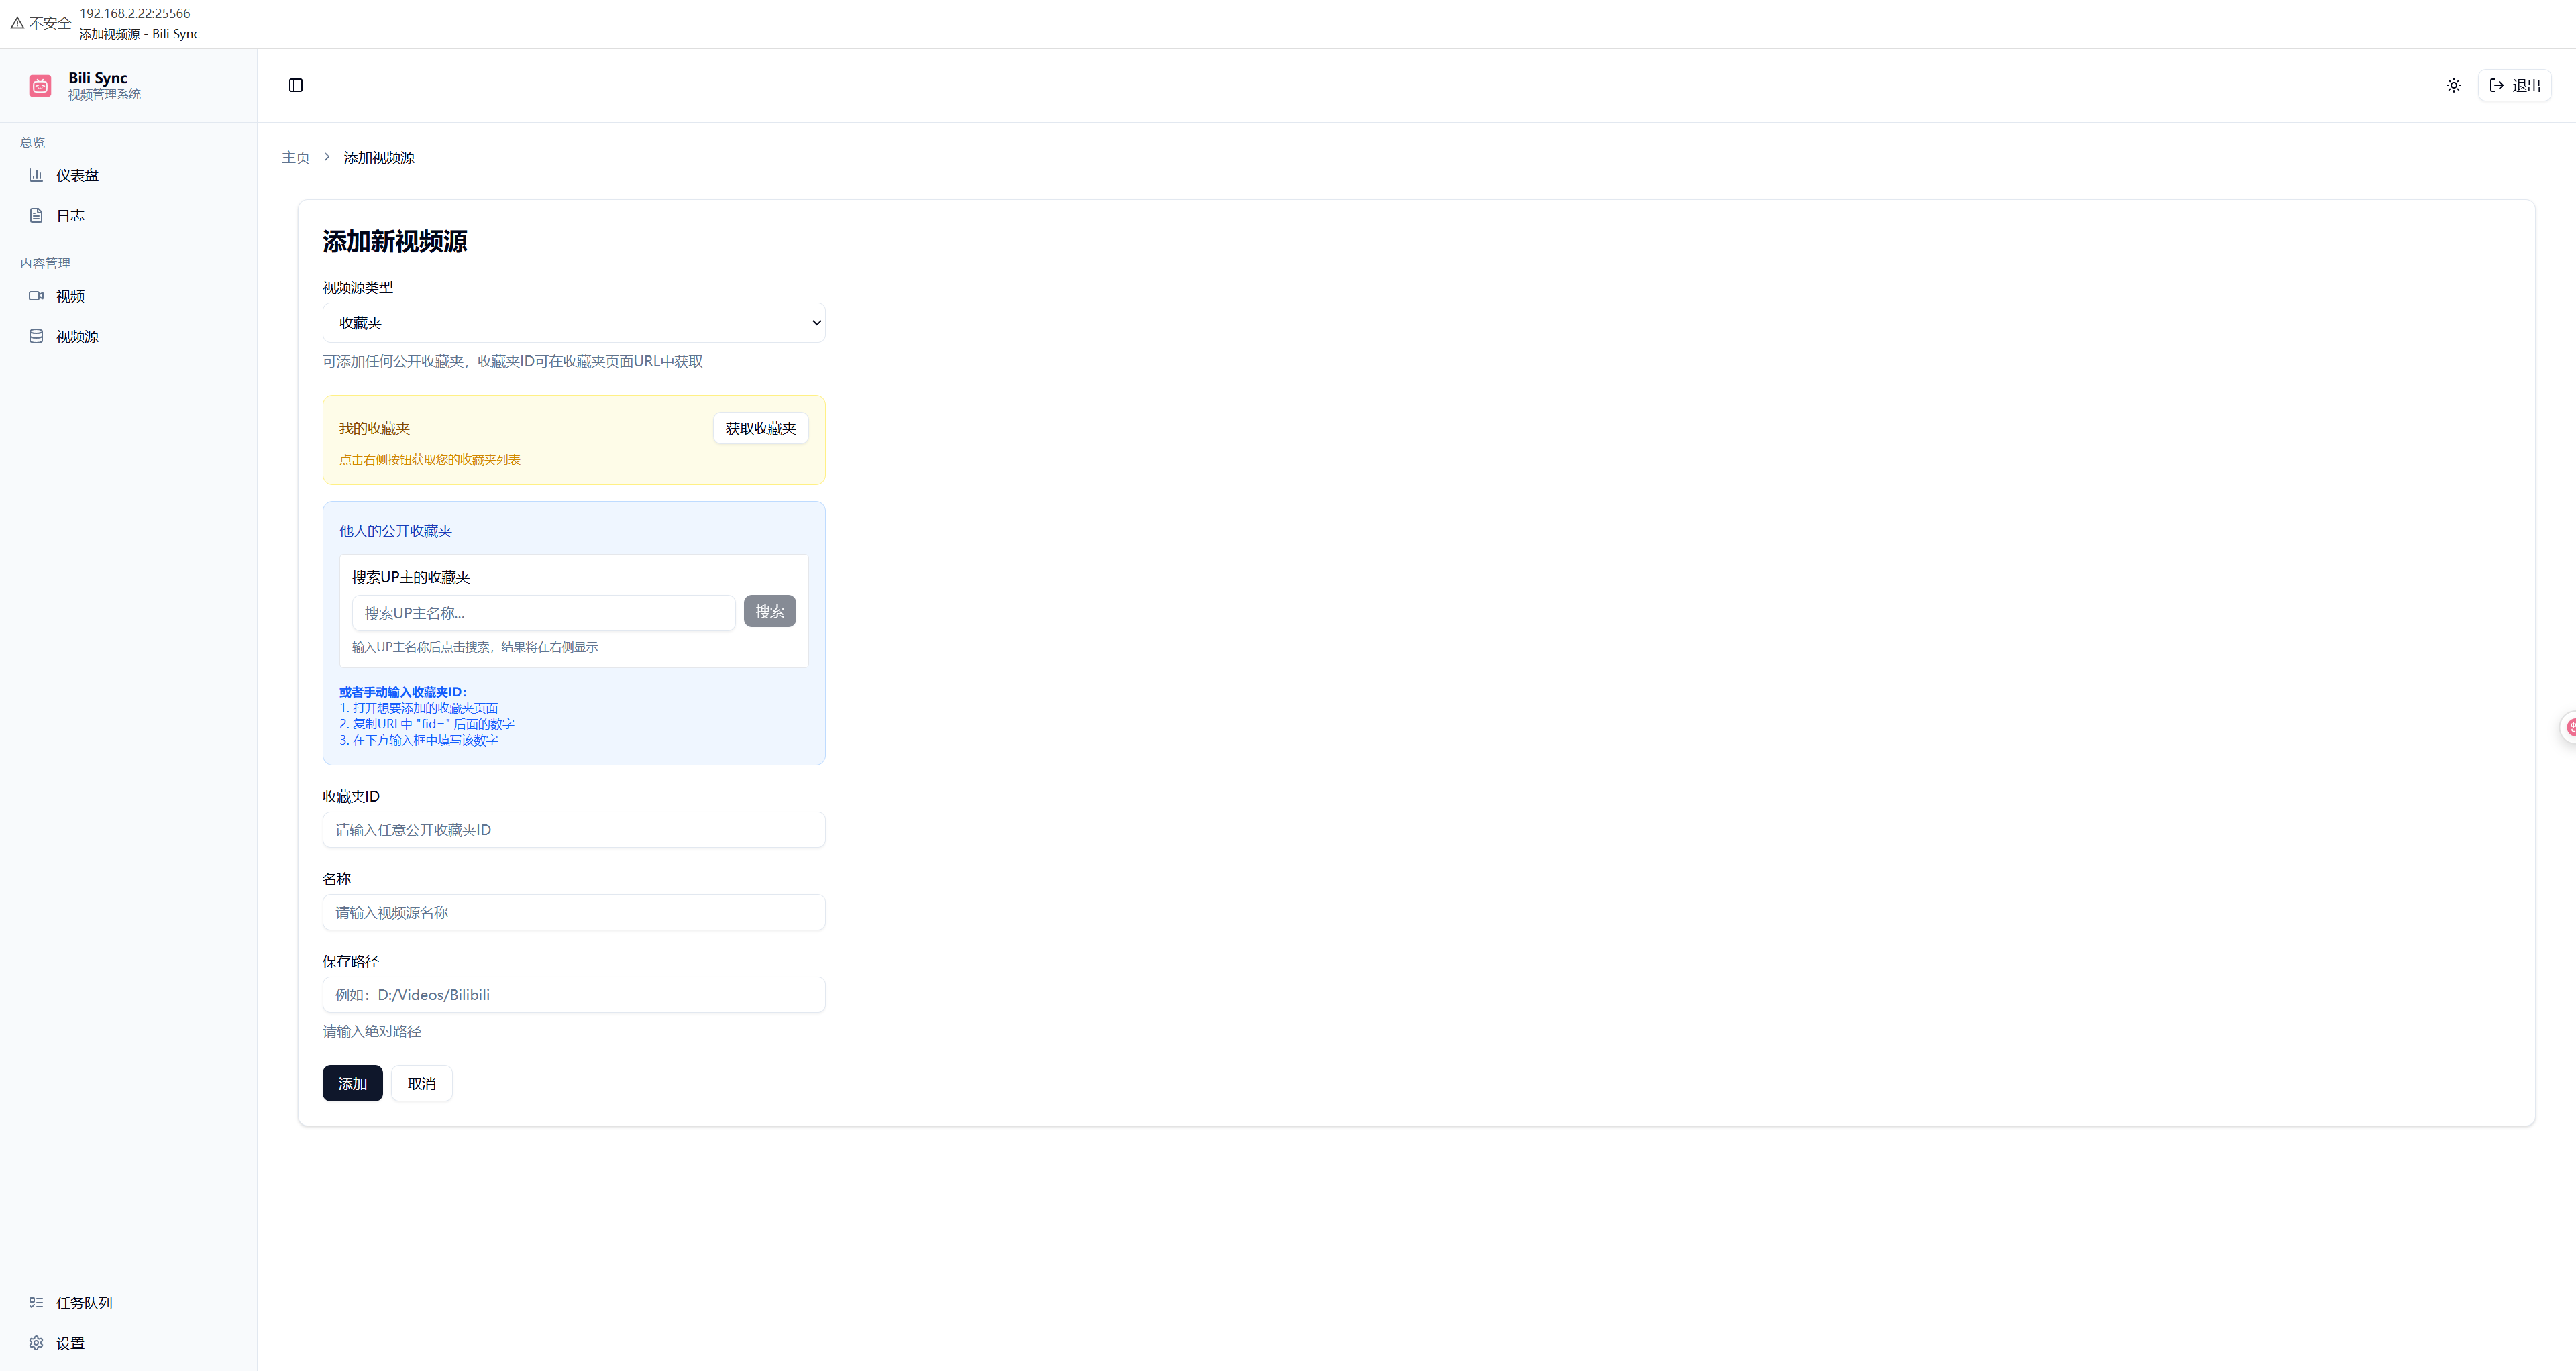 不安全
192.168.2.22:25566
添加视频源 - Bili Sync
Bili Sync
视频管理系统
退出
总览
仪表盘
日志
内容管理
视频
视频源
任务队列
设置
主页
添加视频源
添加新视频源
视频源类型
收藏夹
可添加任何公开收藏夹，收藏夹ID可在收藏夹页面URL中获取
我的收藏夹
获取收藏夹
点击右侧按钮获取您的收藏夹列表
他人的公开收藏夹
搜索UP主的收藏夹
搜索UP主名称...
搜索
输入UP主名称后点击搜索，结果将在右侧显示
或者手动输入收藏夹ID：
1. 打开想要添加的收藏夹页面
2. 复制URL中 "fid=" 后面的数字
3. 在下方输入框中填写该数字
收藏夹ID
请输入任意公开收藏夹ID
名称
请输入视频源名称
保存路径
例如：D:/Videos/Bilibili
请输入绝对路径
添加
取消